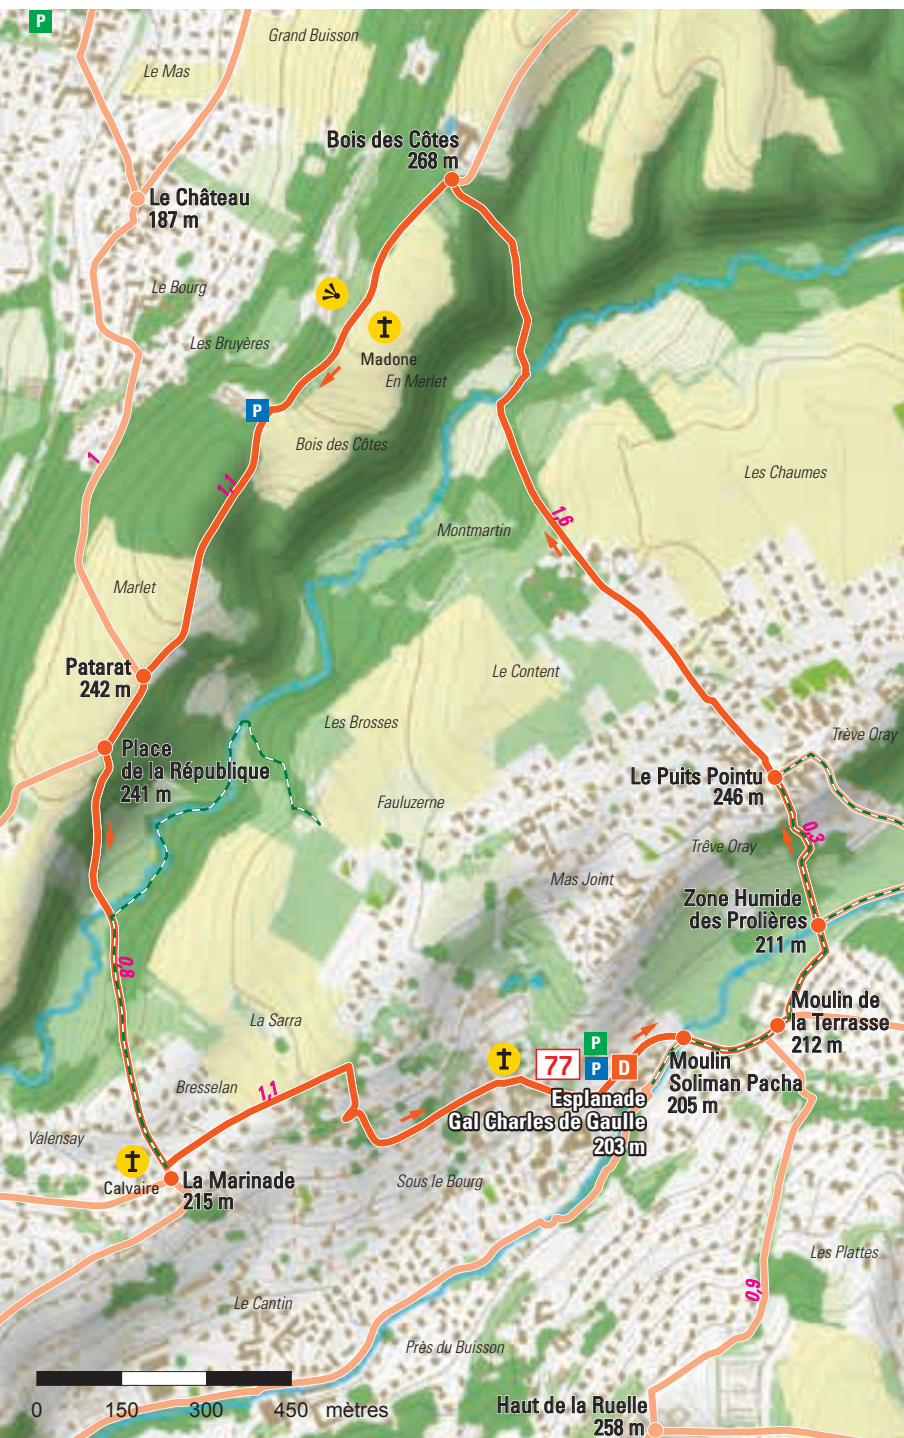 P
Grand Buisson
Le Mas
Bois des Côtes
268 m
Le Château
187 m
Le Bourg
Les Bruyères
Madone
En Merlet
P
Bois des Côtes
1
1,1
Les Chaumes
1,6
Montmartin
Marlet
Patarat
242 m
Le Content
Les Brosses
Trève Oray
Place
de la République
241 m
Le Puits Pointu
246 m
Fauluzerne
0,3
Trêve Oray
Mas Joint
Zone Humide
des Prolières
211 m
0,8
La Sarra
Moulin de
la Terrasse
212 m
P
77
P
D
Moulin
Soliman Pacha
205 m
Bresselan
1,1
Esplanade
Gal Charles de Gaulle
203 m
Valensay
Calvaire
La Marinade
215 m
Sous le Bourg
Les Plattes
0,9
Le Cantin
Près du Buisson
0 150 300 450 mètres
Haut de la Ruelle
258 m